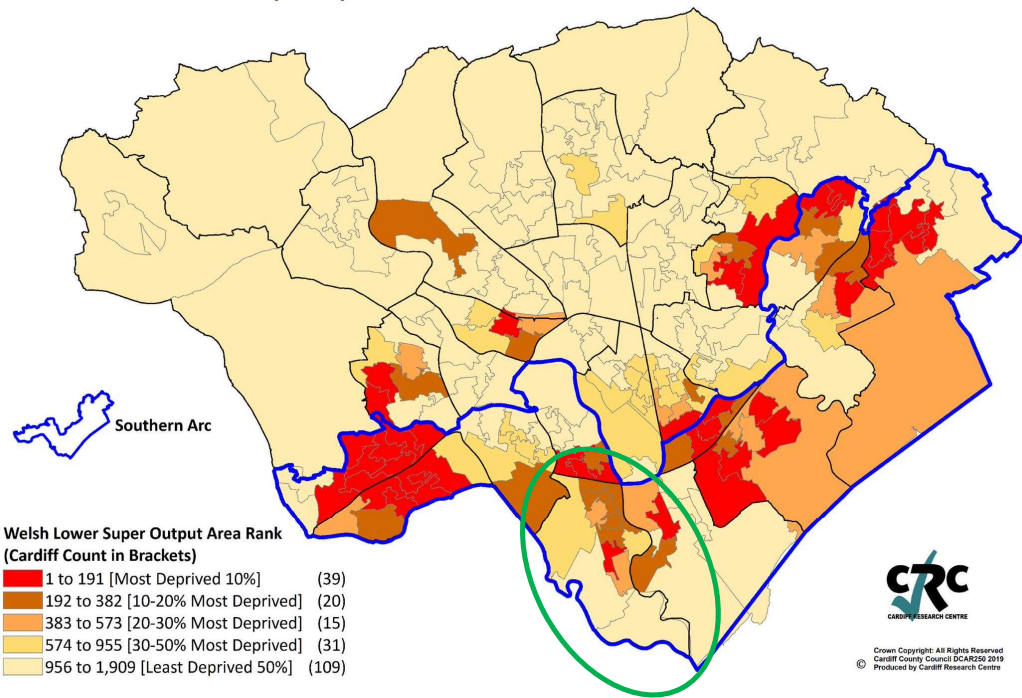 Southern Arc
Welsh Lower Super Output Area Rank
(Cardiff Count in Brackets)
1 to 191 [Most Deprived 10%] (39)
192 to 382 [10-20% Most Deprived] (20)
383 to 573 [20-30% Most Deprived] (15)
574 to 955 [30-50% Most Deprived] (31)
956 to 1,909 [Least Deprived 50%] (109)
CRC
CARDIFF RESEARCH CENTRE
Crown Copyright: All Rights Reserved
© Cardiff County Council DCAR250 2019
Produced by Cardiff Research Centre